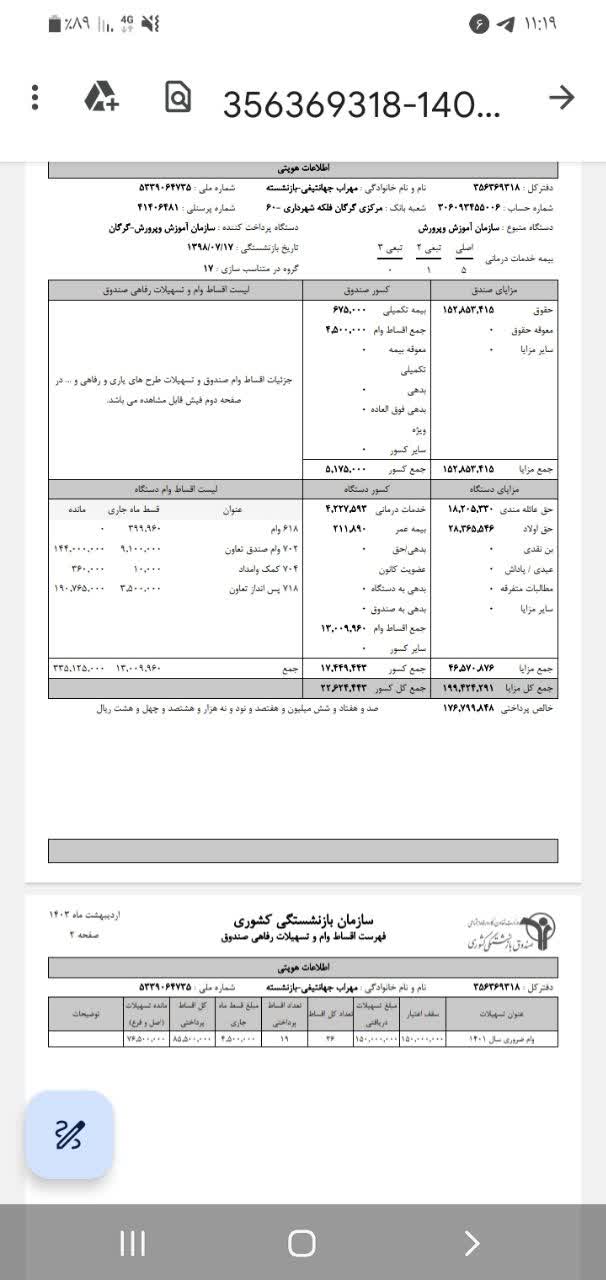 ۱۱:۱۹ ۶ 4G ٪۸۹
356369318-140...
اطلاعات هویتی
دفترکل : ۳۵۶۳۶۹۳۱۸ نام و نام خانوادگی : مهراب جهانتیغی-بازنشسته شماره ملی : ۵۳۳۹۰۶۴۷۳۵
شماره حساب : ۳۰۶۰۹۳۴۵۵۰۰۶ شعبه بانک : مرکزی گرگان فلکه شهرداری -۶۰ شماره پرسنلی : ۴۱۴۰۶۴۸۱
دستگاه متبوع : سازمان آموزش وپرورش دستگاه پرداخت کننده : سازمان آموزش وپرورش-گرگان
بیمه خدمات درمانی اصلی تبعی ۲ تبعی ۳ تاریخ بازنشستگی : ۱۳۹۸/۰۷/۱۷
۵ ۱ ۰ گروه در متناسب سازی : ۱۷
مزایای صندق کسور صندوق لیست اقساط وام و تسهیلات رفاهی صندوق
حقوق ۱۵۲,۸۵۳,۴۱۵ بیمه تکمیلی ۶۷۵,۰۰۰
معوقه حقوق ۰ جمع اقساط وام ۴,۵۰۰,۰۰۰
سایر مزایا ۰ معوقه بیمه ۰
تکمیلی
جزئیات اقساط وام صندوق و تسهیلات طرح های یاری و رفاهی و ... در
بدهی ۰
صفحه دوم فیش قابل مشاهده می باشد.
بدهی فوق العاده ۰
ویژه
سایر کسور ۰
جمع مزایا ۱۵۲,۸۵۳,۴۱۵ جمع کسور ۵,۱۷۵,۰۰۰
مزایای دستگاه کسور دستگاه لیست اقساط وام دستگاه
حق عائله مندی ۱۸,۲۰۵,۳۳۰ خدمات درمانی ۴,۲۲۷,۵۹۳ عنوان قسط ماه جاری مانده
حق اولاد ۲۸,۳۶۵,۵۴۶ بیمه عمر ۲۱۱,۸۹۰ ۶۱۸ وام ۳۹۹,۹۶۰ ۰
بن نقدی ۰ بدهی/حق ۰ ۷۰۲ وام صندق تعاون ۹,۱۰۰,۰۰۰ ۱۴۴,۰۰۰,۰۰۰
عیدی / پاداش ۰ عضویت کانون ۷۰۴ کمک وامداد ۱۰,۰۰۰ ۳۶۰,۰۰۰
مطالبات متفرقه ۰ بدهی به دستگاه ۰ ۷۱۸ پس انداز تعاون ۳,۵۰۰,۰۰۰ ۱۹۰,۷۶۵,۰۰۰
سایر مزایا ۰ بدهی به صندوق ۰
جمع اقساط وام ۱۳,۰۰۹,۹۶۰
سایر کسور ۰
جمع مزایا ۴۶,۵۷۰,۸۷۶ جمع کسور ۱۷,۴۴۹,۴۴۳ جمع ۱۳,۰۰۹,۹۶۰ ۳۳۵,۱۲۵,۰۰۰
جمع کل مزایا ۱۹۹,۴۲۴,۲۹۱ جمع کل کسور ۲۲,۶۲۴,۴۴۳
خالص پرداختی ۱۷۶,۷۹۹,۸۴۸ صد و هفتاد و شش میلیون و هفتصد و نود و نه هزار و هشتصد و چهل و هشت ریال
سازمان بازنشستگی کشوری اردیبهشت ماه ۱۴۰۳
صندوق بازنشستگی کشوری فهرست اقساط وام و تسهیلات رفاهی صندوق صفحه ۲
اطلاعات هویتی
دفترکل : ۳۵۶۳۶۹۳۱۸ نام و نام خانوادگی : مهراب جهانتیغی-بازنشسته شماره ملی : ۵۳۳۹۰۶۴۷۳۵
عنوان تسهیلات سقف اعتبار مبلغ تسهیلات دریافتی تعداد کل اقساط تعداد اقساط پرداختی مبلغ قسط ماه جاری کل اقساط پرداختی مانده تسهیلات (اصل و فرع) توضیحات
وام ضروری سال ۱۴۰۱ ۱۵۰,۰۰۰,۰۰۰ ۱۵۰,۰۰۰,۰۰۰ ۳۶ ۱۹ ۴,۵۰۰,۰۰۰ ۸۵,۵۰۰,۰۰۰ ۷۶,۵۰۰,۰۰۰